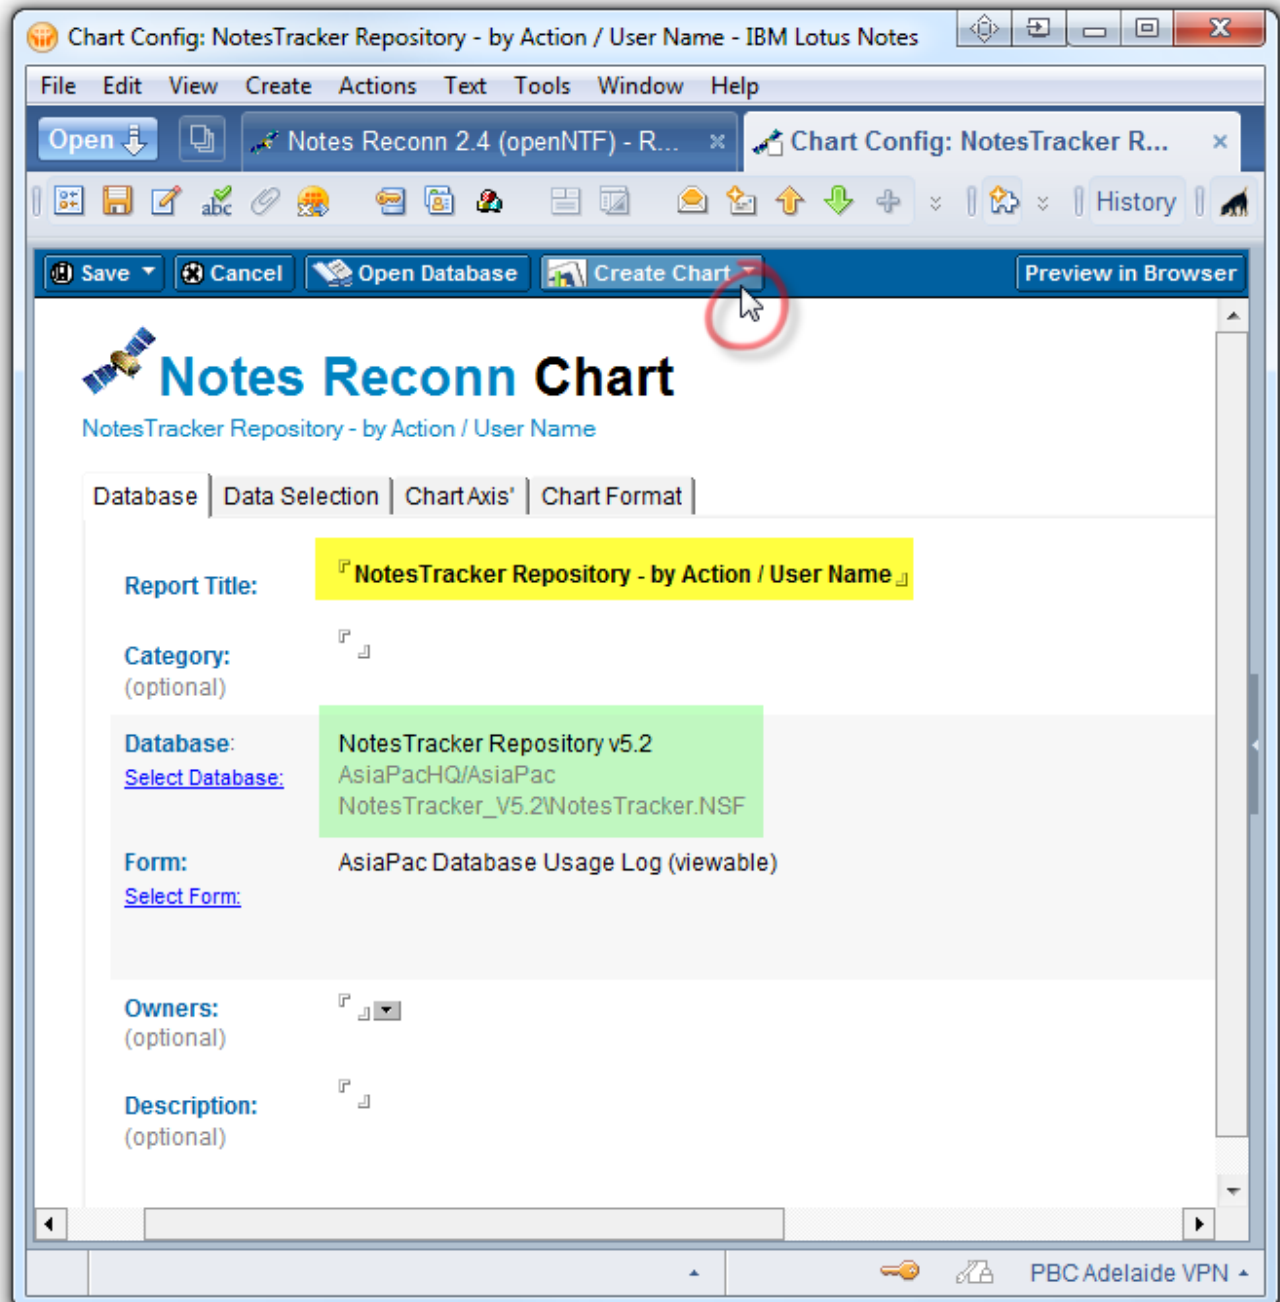 Chart Config: NotesTracker Repository - by Action / User Name - IBM Lotus Notes
File Edit View Create Actions Text Tools Window Help
Open Notes Reconn 2.4 (openNTF) - R... Chart Config: NotesTracker R...
abc History
Save Cancel Open Database Create Chart Preview in Browser
Notes Reconn Chart
NotesTracker Repository - by Action / User Name
Database Data Selection Chart Axis' Chart Format
Report Title: NotesTracker Repository - by Action / User Name
Category:
(optional)
Database: NotesTracker Repository v5.2
Select Database: AsiaPacHQ/AsiaPac
NotesTracker_V5.2\NotesTracker.NSF
Form: AsiaPac Database Usage Log (viewable)
Select Form:
Owners:
(optional)
Description:
(optional)
PBC Adelaide VPN